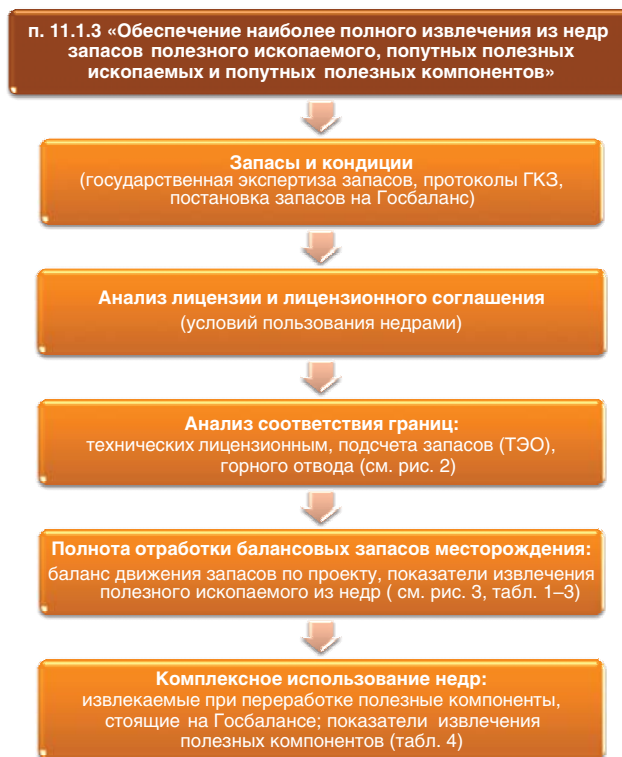 п. 11.1.3 «Обеспечение наиболее полного извлечения из недр
запасов полезного ископаемого, попутных полезных
ископаемых и попутных полезных компонентов»
Запасы и кондиции
(государственная экспертиза запасов, протоколы ГКЗ,
постановка запасов на Госбаланс)
Анализ лицензии и лицензионного соглашения
(условий пользования недрами)
Анализ соответствия границ:
технических лицензионным, подсчета запасов (ТЭО),
горного отвода (см. рис. 2)
Полнота отработки балансовых запасов месторождения:
баланс движения запасов по проекту, показатели извлечения
полезного ископаемого из недр ( см. рис. 3, табл. 1–3)
Комплексное использование недр:
извлекаемые при переработке полезные компоненты,
стоящие на Госбалансе; показатели извлечения
полезных компонентов (табл. 4)